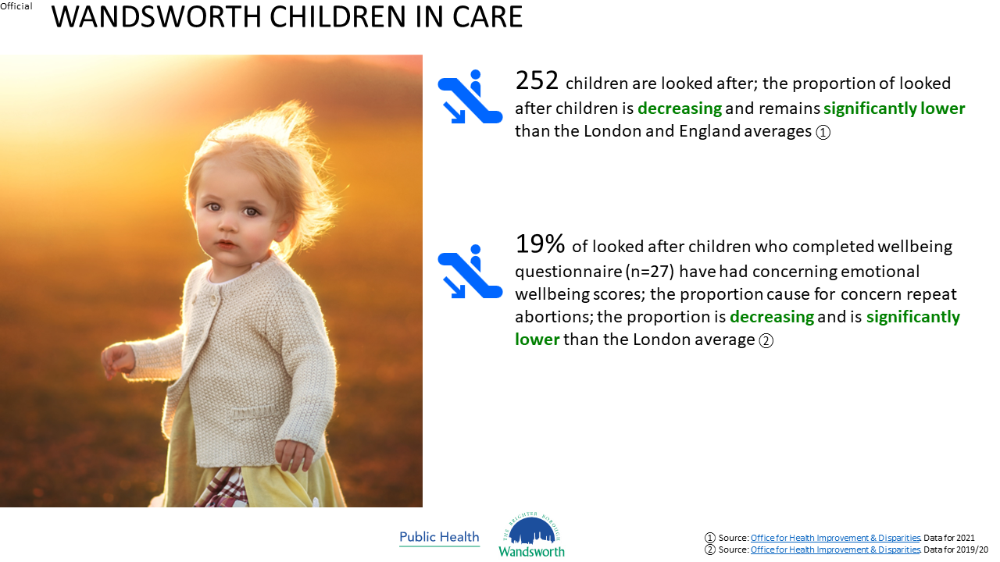 Official
WANDSWORTH CHILDREN IN CARE
252 children are looked after; the proportion of looked
after children is decreasing and remains significantly lower
than the London and England averages ①
19% of looked after children who completed wellbeing
questionnaire (n=27) have had concerning emotional
wellbeing scores; the proportion cause for concern repeat
abortions; the proportion is decreasing and is significantly
lower than the London average ②
Public Health
THE BRIGHTER BOROUGH
Wandsworth
① Source: Office for Health Improvement & Disparities. Data for 2021
② Source: Office for Health Improvement & Disparities. Data for 2019/20